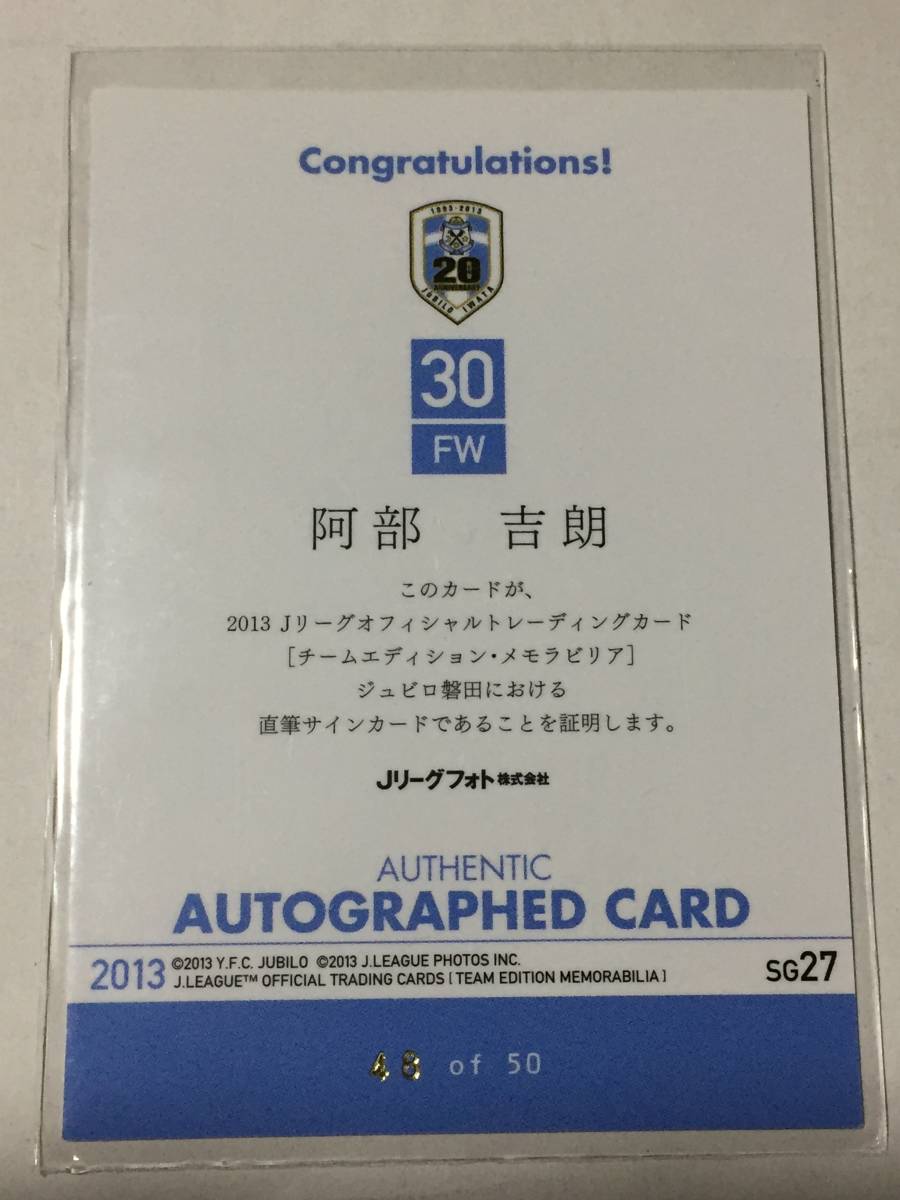 Congratulations!
1993-2013
20
ANNIVERSARY
JUBILO IWATA
30
FW
阿部 吉朗
このカードが、
2013 Jリーグオフィシャルトレーディングカード
[チームエディション・メモラビリア]
ジュビロ磐田における
直筆サインカードであることを証明します。
Jリーグフォト株式会社
AUTHENTIC
AUTOGRAPHED CARD
2013 ©2013 Y.F.C. JUBILO ©2013 J.LEAGUE PHOTOS INC.
J.LEAGUE™ OFFICIAL TRADING CARDS [TEAM EDITION MEMORABILIA]
SG27
48 of 50